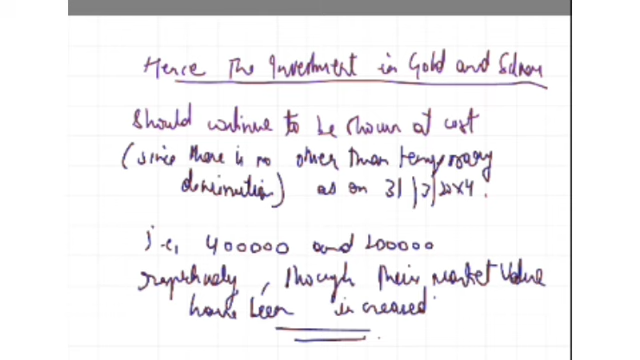 Hence The Investment in Gold and Silver
Should continue to be shown at cost
(since there is no other than temporary
diminution) as on 31/3/20X4.
i.e, 400000 and 200000
respectively, though their market value
have been increased.